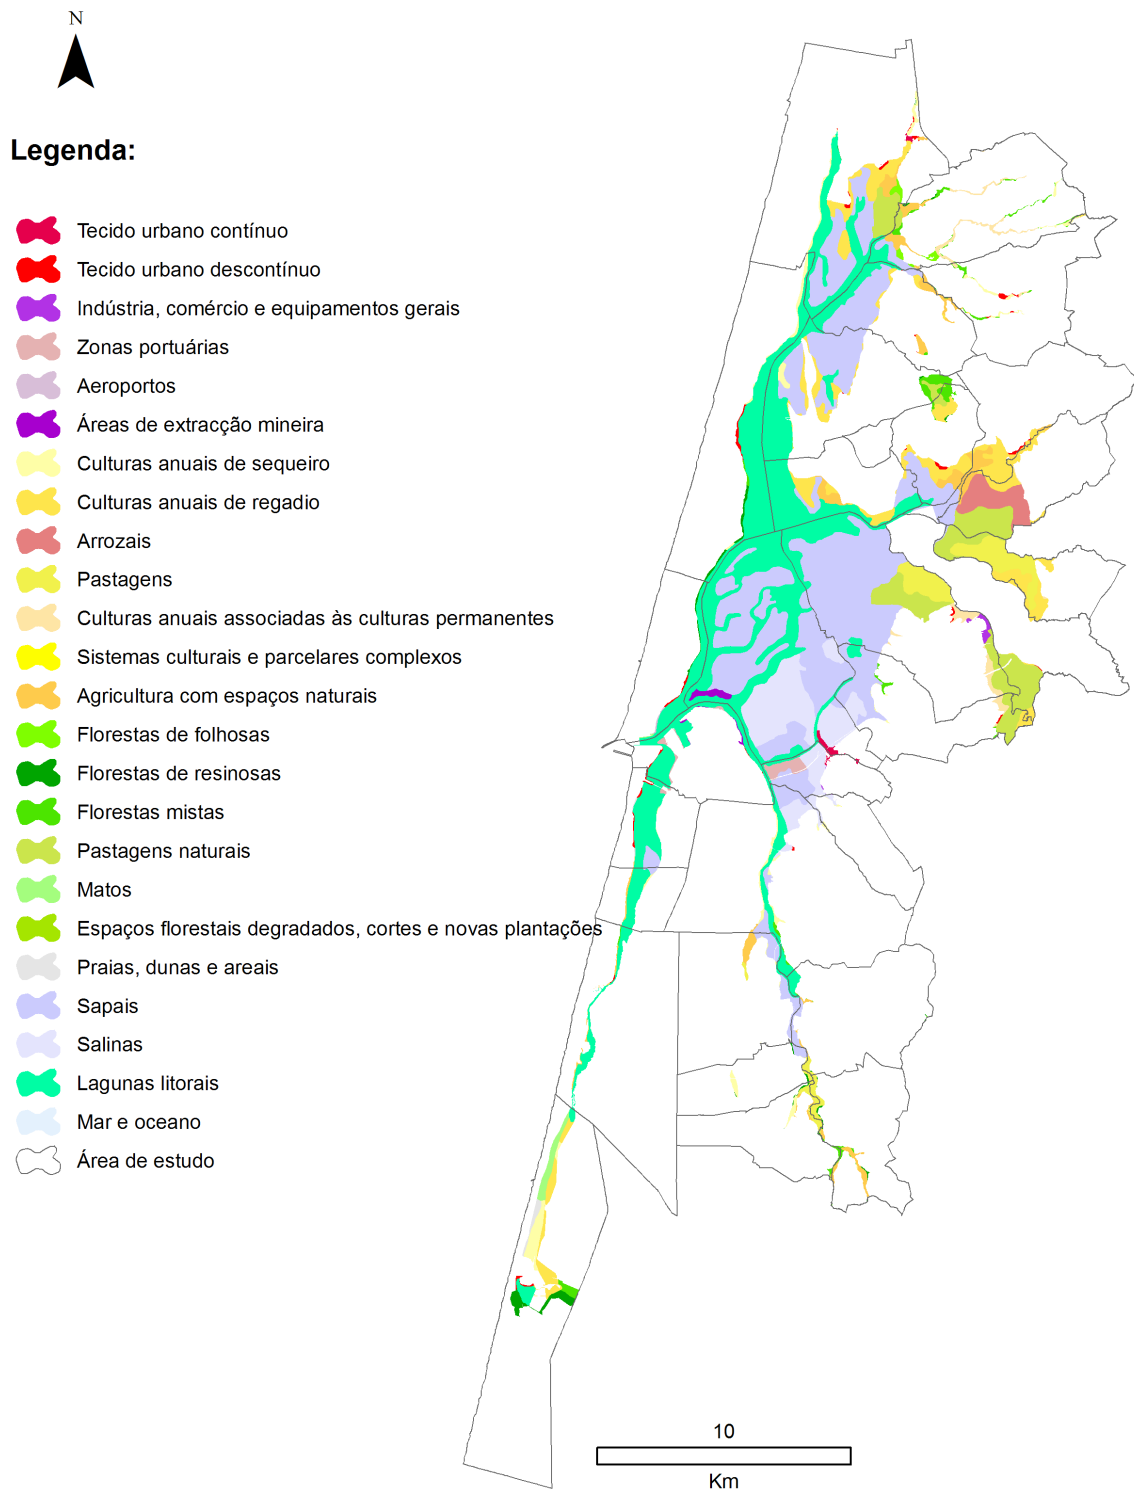 N
Legenda:
Tecido urbano contínuo
Tecido urbano descontínuo
Indústria, comércio e equipamentos gerais
Zonas portuárias
Aeroportos
Áreas de extracção mineira
Culturas anuais de sequeiro
Culturas anuais de regadio
Arrozais
Pastagens
Culturas anuais associadas às culturas permanentes
Sistemas culturais e parcelares complexos
Agricultura com espaços naturais
Florestas de folhosas
Florestas de resinosas
Florestas mistas
Pastagens naturais
Matos
Espaços florestais degradados, cortes e novas plantações
Praias, dunas e areais
Sapais
Salinas
Lagunas litorais
Mar e oceano
Área de estudo
10
Km